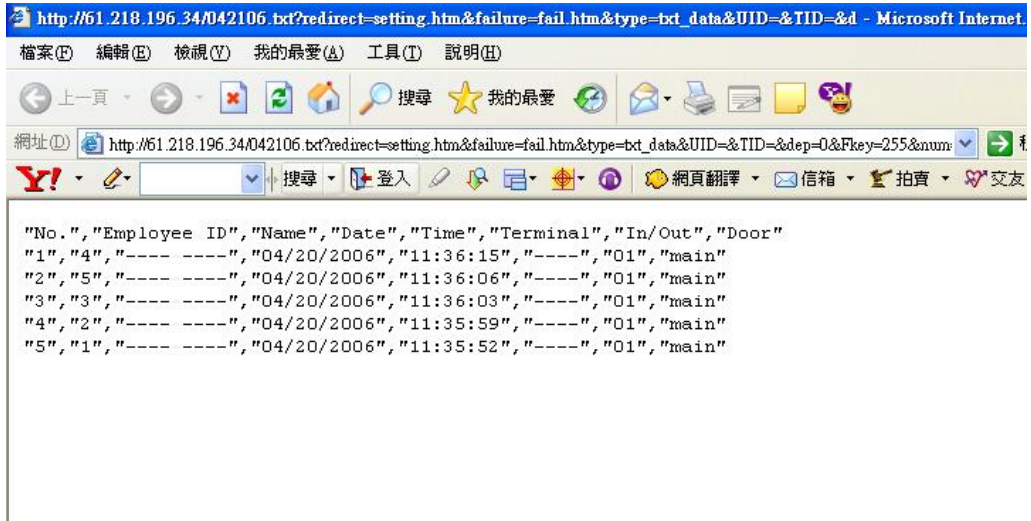 http://61.218.196.34/042106.txt?redirect=setting.htm&failure=fail.htm&type=txt_data&UID=&TID=&d - Microsoft Internet
檔案(F) 編輯(E) 檢視(V) 我的最愛(A) 工具(T) 說明(H)
上一頁 搜尋 我的最愛
網址(D) http://61.218.196.34/042106.txt?redirect=setting.htm&failure=fail.htm&type=txt_data&UID=&TID=&dep=0&Fkey=255&num
Y! 搜尋 登入 網頁翻譯 信箱 拍賣 交友
"No.","Employee ID","Name","Date","Time","Terminal","In/Out","Door"
"1","4","---- ----","04/20/2006","11:36:15","----","01","main"
"2","5","---- ----","04/20/2006","11:36:06","----","01","main"
"3","3","---- ----","04/20/2006","11:36:03","----","01","main"
"4","2","---- ----","04/20/2006","11:35:59","----","01","main"
"5","1","---- ----","04/20/2006","11:35:52","----","01","main"